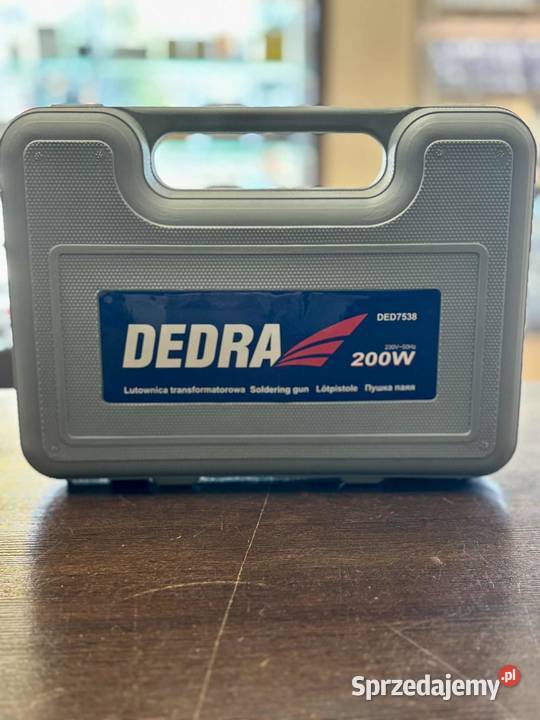 DED7538
DEDRA
230V~50Hz
200W
Lutownica transformatorowa Soldering gun Lötpistole Пушка паяя
Sprzedajemy.pl